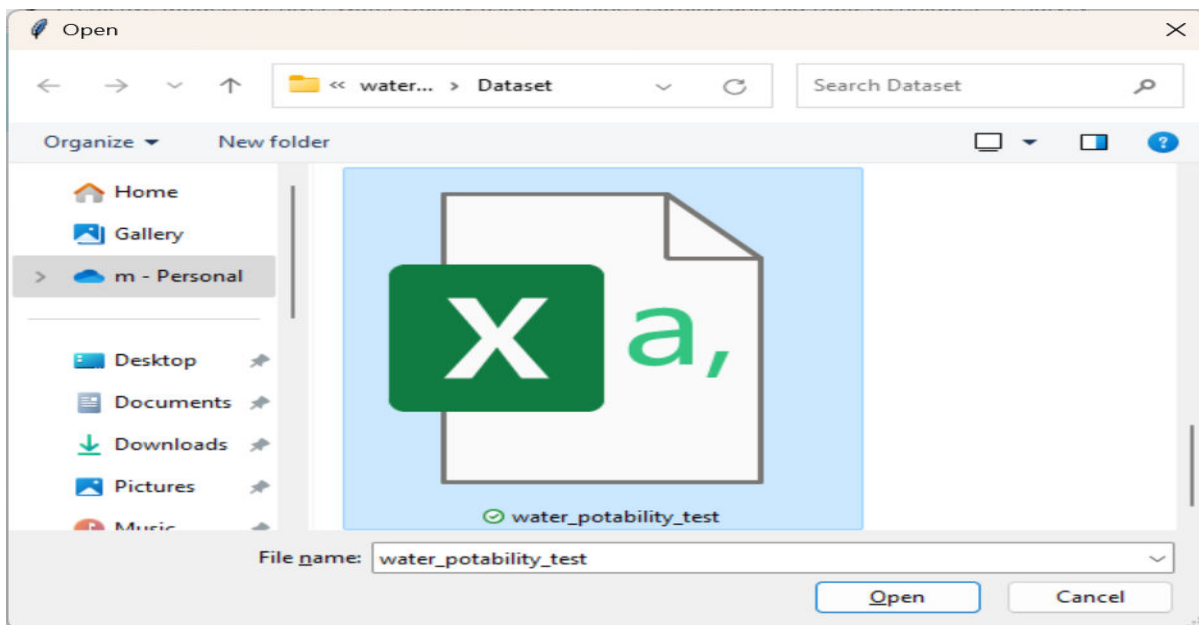 Open
« water... > Dataset
Search Dataset
Organize
New folder
Home
Gallery
m - Personal
Desktop
Documents
Downloads
Pictures
Music
X a,
water_potability_test
File name: water_potability_test
Open
Cancel